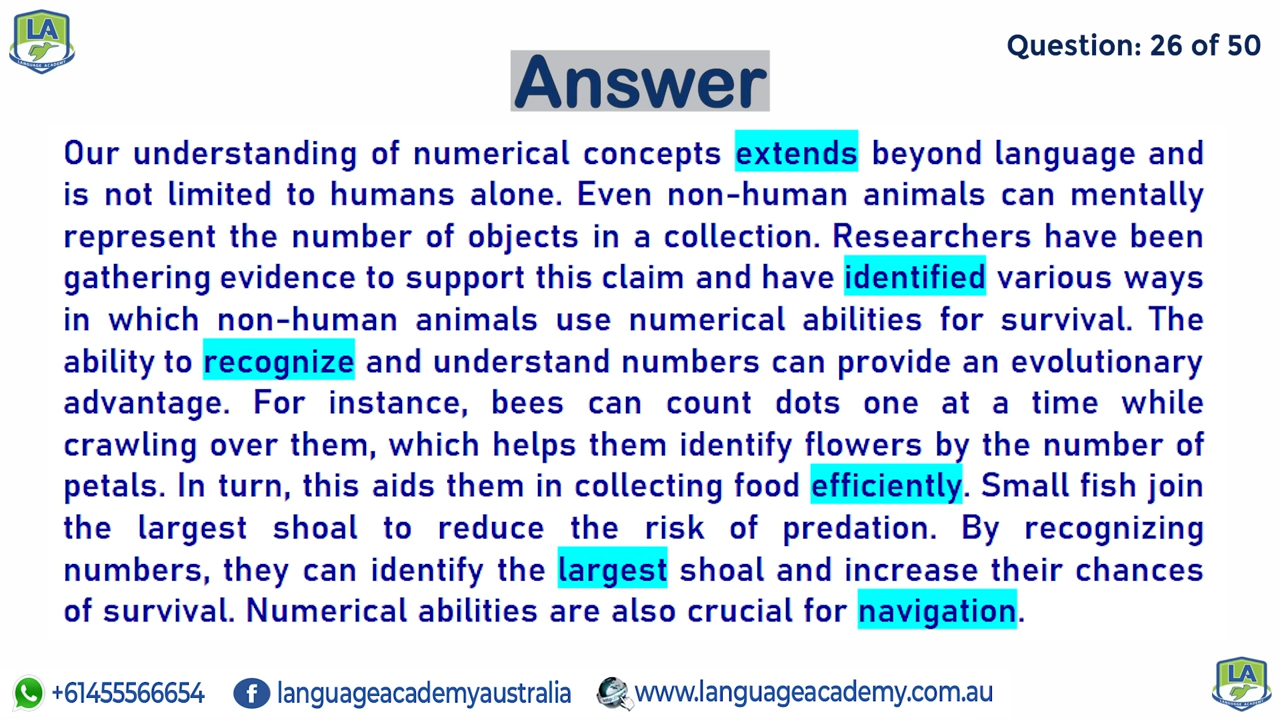 LA
LANGUAGE ACADEMY
Question: 26 of 50
Answer
Our understanding of numerical concepts extends beyond language and
is not limited to humans alone. Even non-human animals can mentally
represent the number of objects in a collection. Researchers have been
gathering evidence to support this claim and have identified various ways
in which non-human animals use numerical abilities for survival. The
ability to recognize and understand numbers can provide an evolutionary
advantage. For instance, bees can count dots one at a time while
crawling over them, which helps them identify flowers by the number of
petals. In turn, this aids them in collecting food efficiently. Small fish join
the largest shoal to reduce the risk of predation. By recognizing
numbers, they can identify the largest shoal and increase their chances
of survival. Numerical abilities are also crucial for navigation.
+61455566654
languageacademyaustralia
www.languageacademy.com.au
LA
LANGUAGE ACADEMY